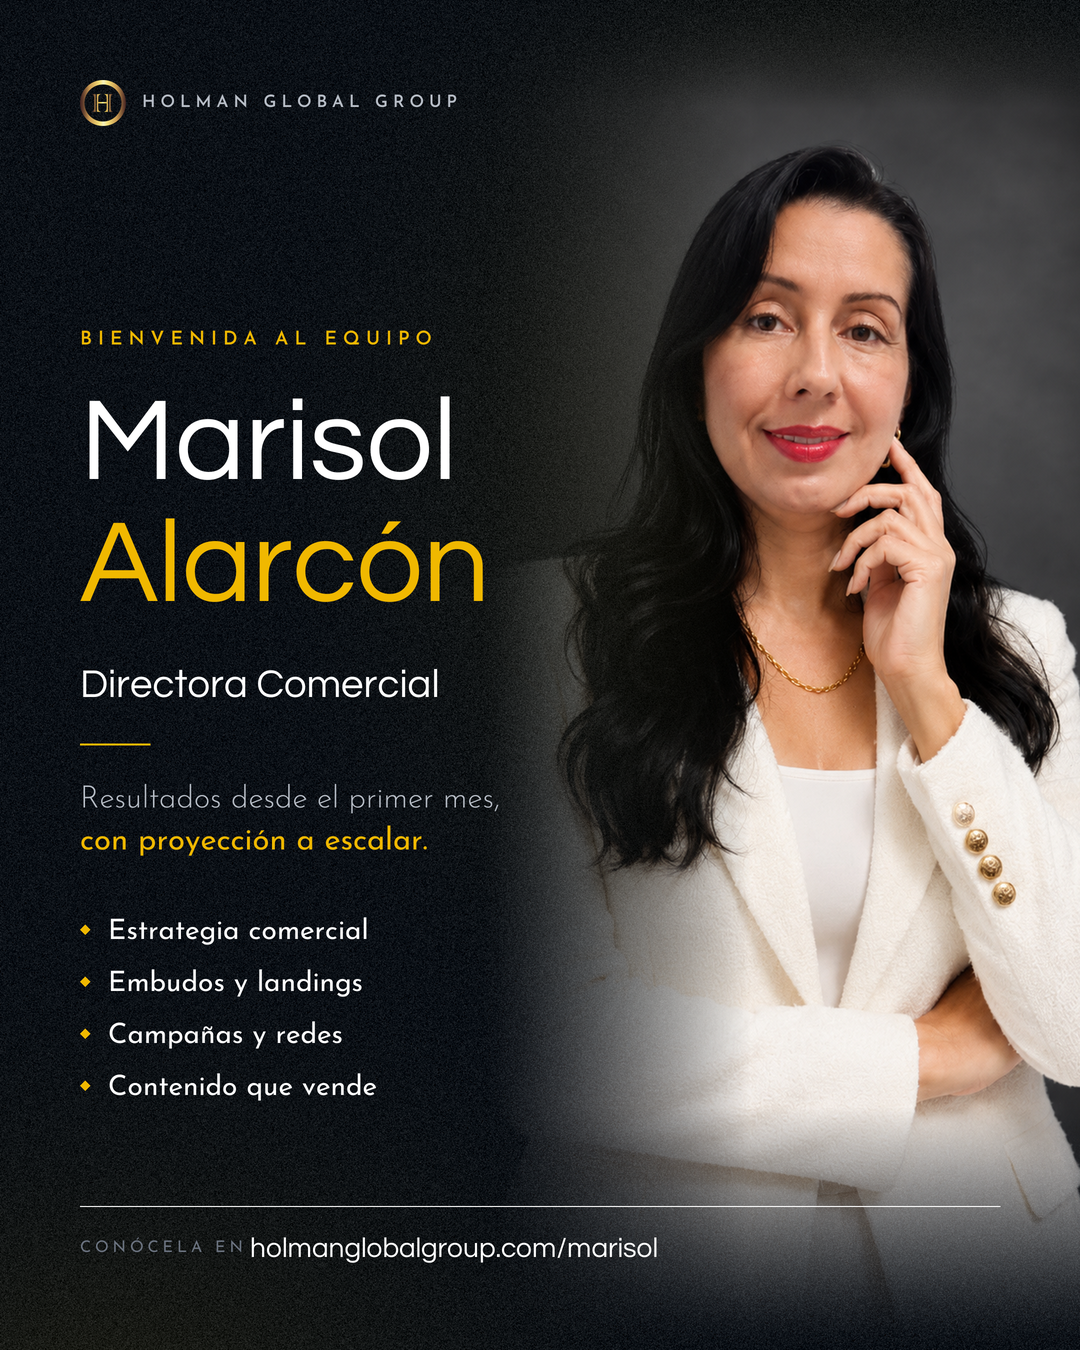 H HOLMAN GLOBAL GROUP
BIENVENIDA AL EQUIPO
Marisol
Alarcón
Directora Comercial
Resultados desde el primer mes,
con proyección a escalar.
Estrategia comercial
Embudos y landings
Campañas y redes
Contenido que vende
CONÓCELA EN holmanglobalgroup.com/marisol